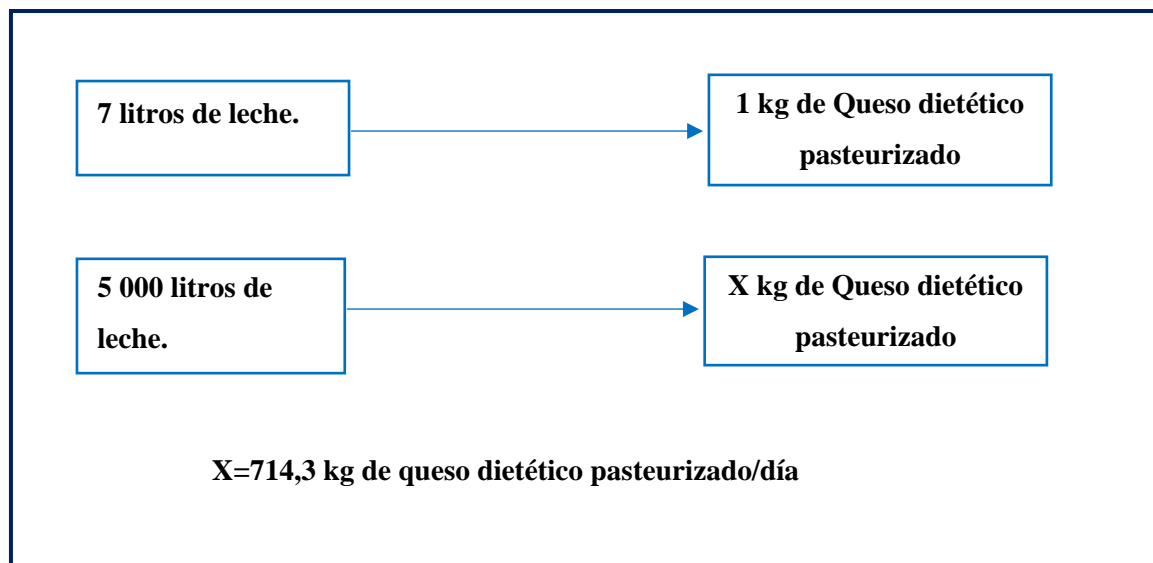 7 litros de leche.
1 kg de Queso dietético
pasteurizado
5 000 litros de
leche.
X kg de Queso dietético
pasteurizado
X=714,3 kg de queso dietético pasteurizado/día